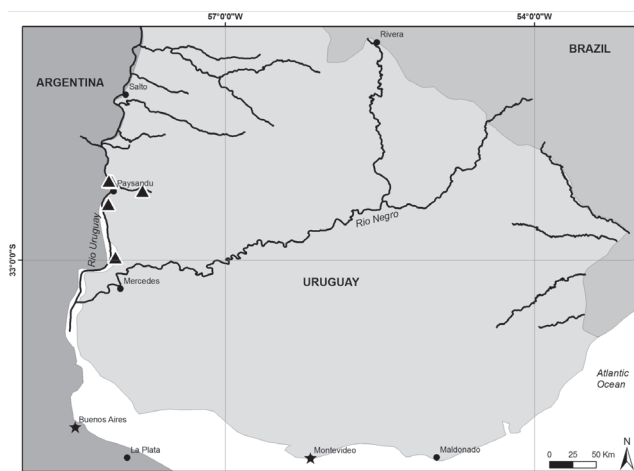 57°0'0"W
54°0'0"W
Rivera
BRAZIL
ARGENTINA
Salto
Paysandu
Rio Uruguay
Rio Negro
33°0'0"S
Mercedes
URUGUAY
Atlantic
Ocean
Buenos Aires
La Plata
Montevideo
Maldonado
N
0 25 50 Km